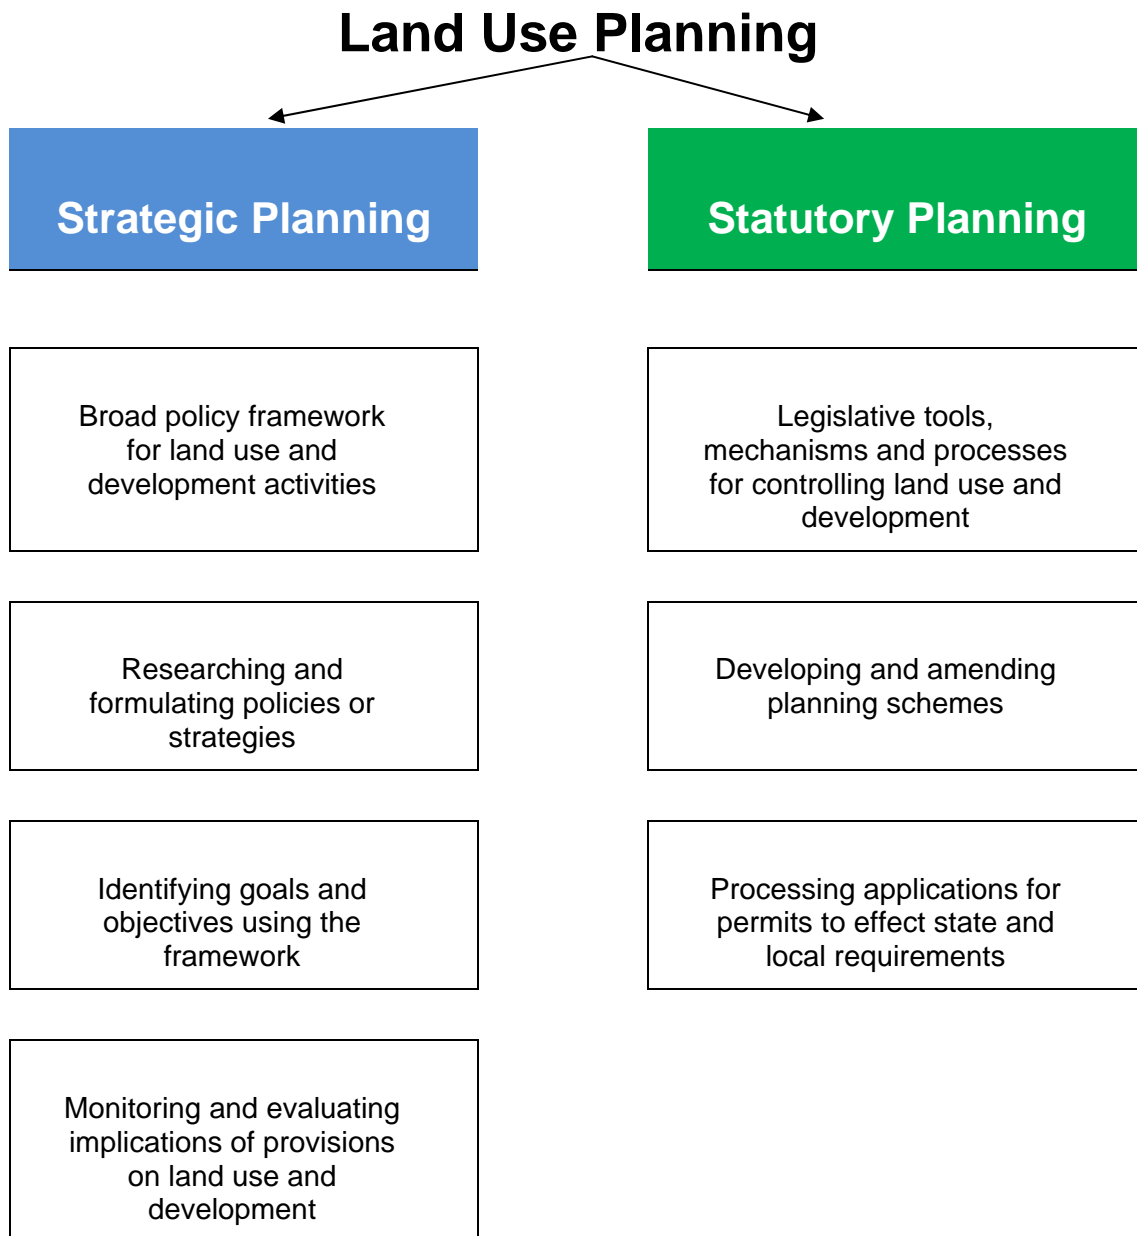 Land Use Planning
Strategic Planning
Broad policy framework
for land use and
development activities
Researching and
formulating policies or
strategies
Identifying goals and
objectives using the
framework
Monitoring and evaluating
implications of provisions
on land use and
development
Statutory Planning
Legislative tools,
mechanisms and processes
for controlling land use and
development
Developing and amending
planning schemes
Processing applications for
permits to effect state and
local requirements